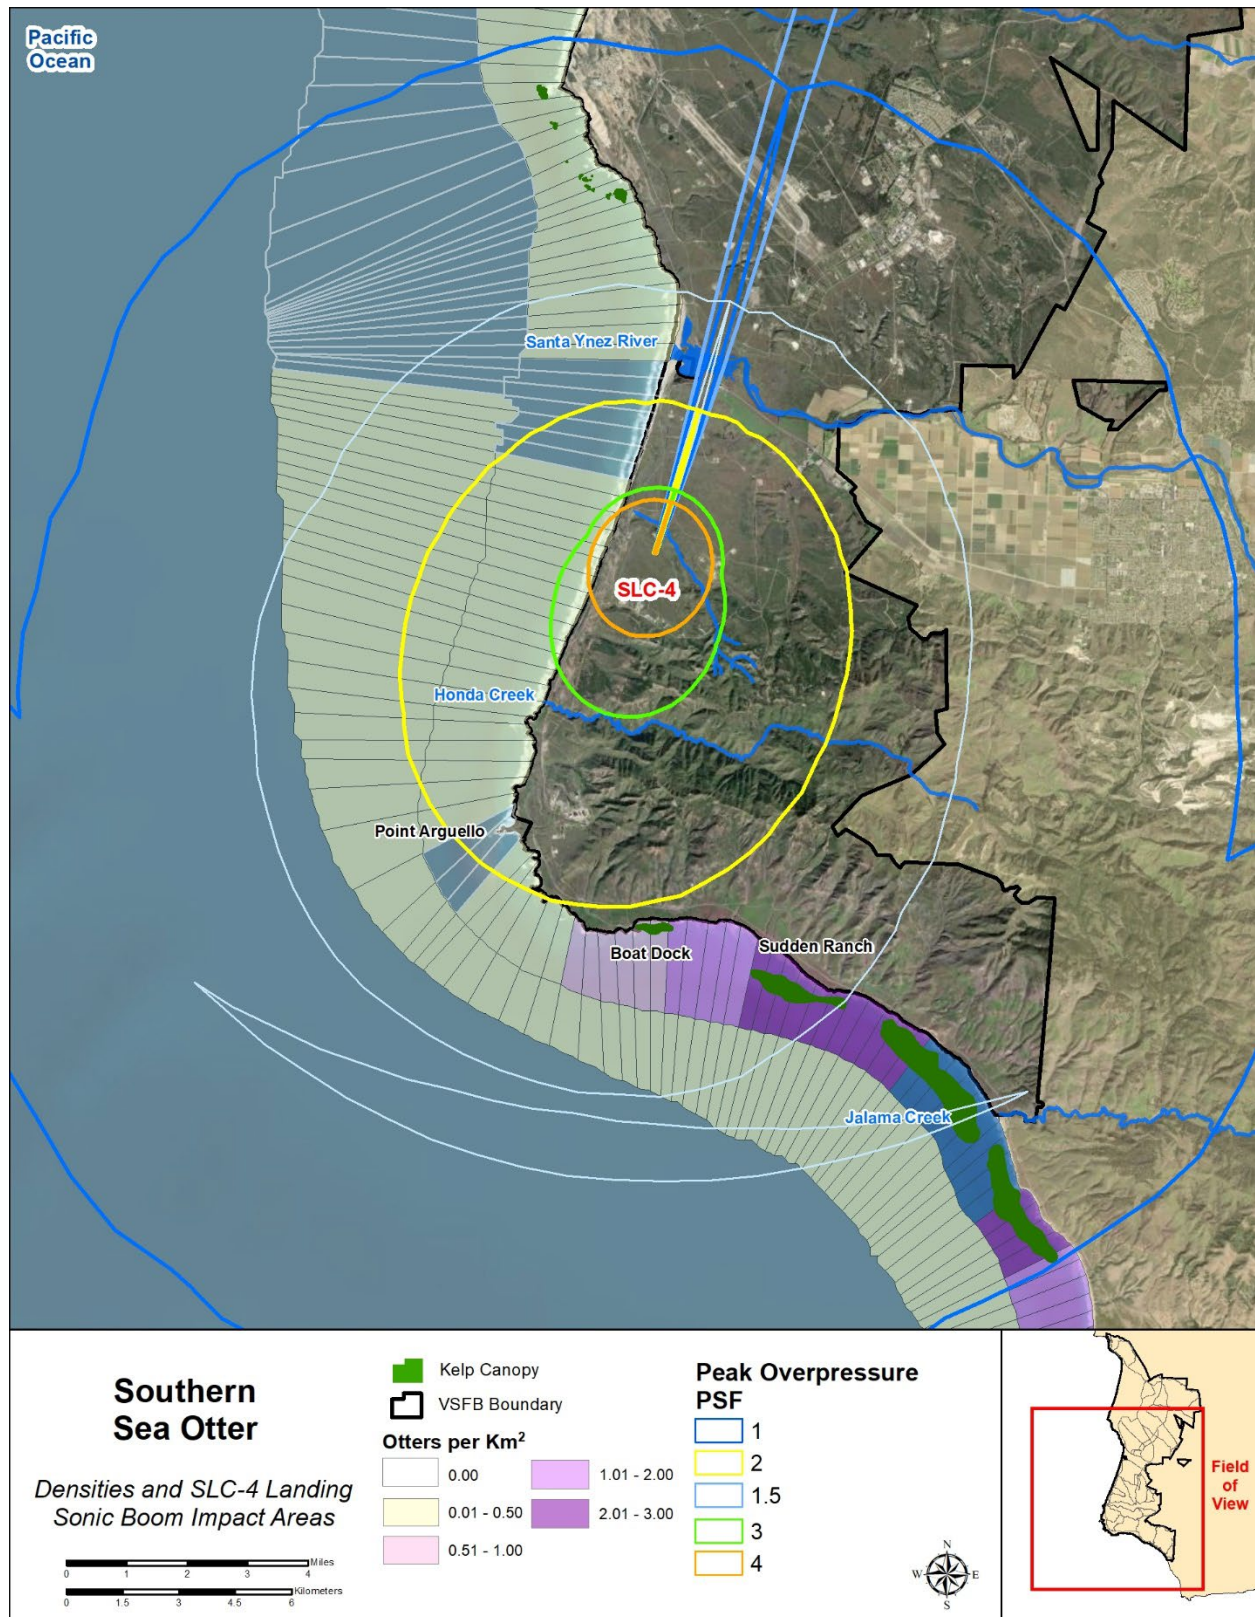 Pacific
Ocean
Santa Ynez River
SLC-4
Honda Creek
Point Arguello
Boat Dock
Sudden Ranch
Jalama Creek
Southern
Sea Otter
Densities and SLC-4 Landing
Sonic Boom Impact Areas
Miles
0 1 2 3 4
Kilometers
0 1.5 3 4.5 6
Kelp Canopy
VSFB Boundary
Otters per Km²
0.00
0.01 - 0.50
0.51 - 1.00
1.01 - 2.00
2.01 - 3.00
Peak Overpressure
PSF
1
2
1.5
3
4
N
W E
S
Field
of
View